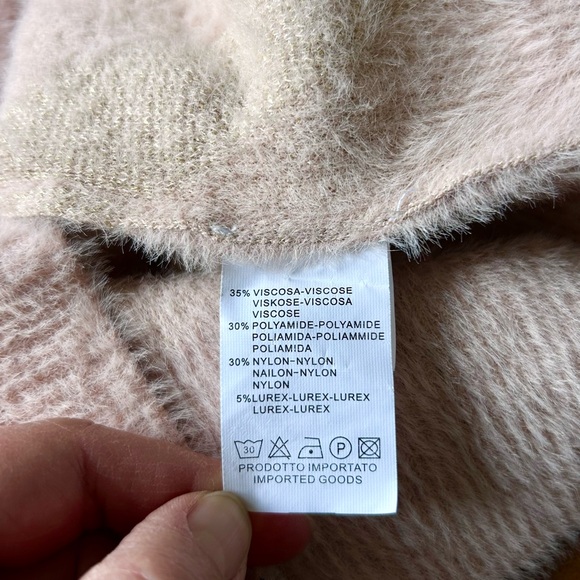 35% VISCOSA-VISCOSE
VISKOSE-VISCOSA
VISCOSE
30% POLYAMIDE-POLYAMIDE
POLIAMIDA-POLIAMMIDE
POLIAMIDA
30% NYLON-NYLON
NAILON-NYLON
NYLON
5%LUREX-LUREX-LUREX
LUREX-LUREX
30 P
PRODOTTO IMPORTATO
IMPORTED GOODS